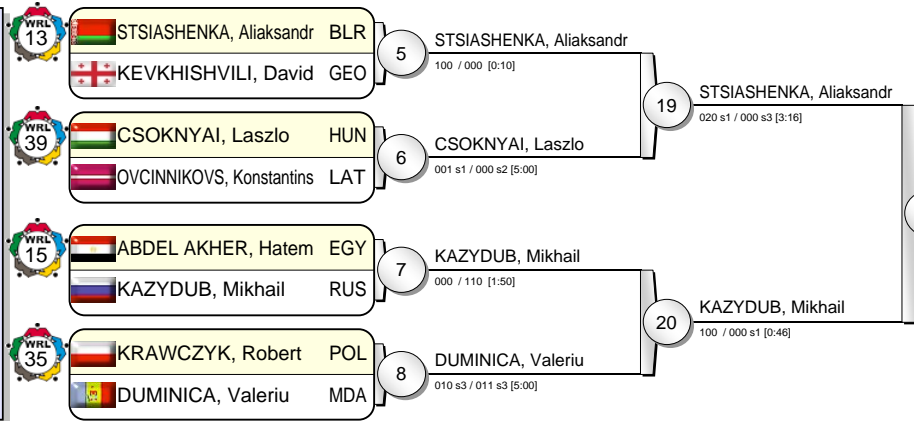 WRL
13
STSIASHENKA, Aliaksandr BLR
KEVKHISHVILI, David GEO
5
STSIASHENKA, Aliaksandr
100 / 000 [0:10]
WRL
39
CSOKNYAI, Laszlo HUN
OVCINNIKOVS, Konstantins LAT
6
CSOKNYAI, Laszlo
001 s1 / 000 s2 [5:00]
19
STSIASHENKA, Aliaksandr
020 s1 / 000 s3 [3:16]
WRL
15
ABDEL AKHER, Hatem EGY
KAZYDUB, Mikhail RUS
7
KAZYDUB, Mikhail
000 / 110 [1:50]
WRL
35
KRAWCZYK, Robert POL
DUMINICA, Valeriu MDA
8
DUMINICA, Valeriu
010 s3 / 011 s3 [5:00]
20
KAZYDUB, Mikhail
100 / 000 s1 [0:46]